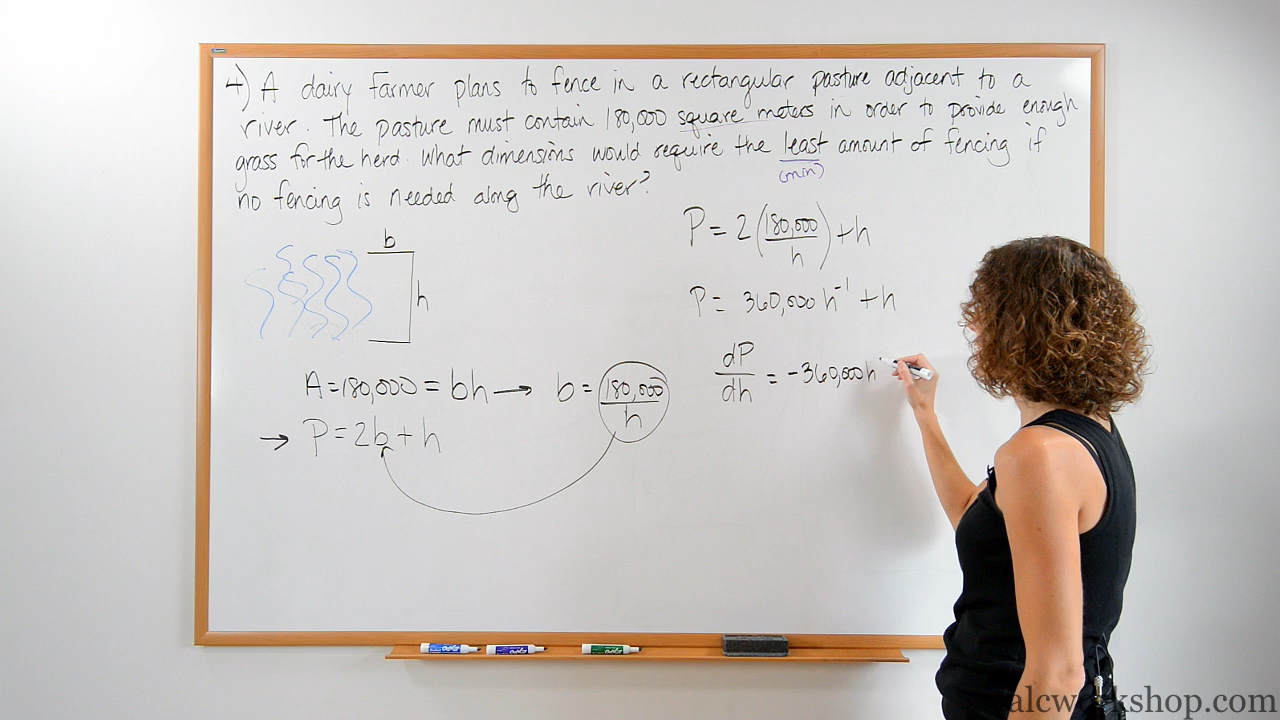 4) A dairy farmer plans to fence in a rectangular pasture adjacent to a
river. The pasture must contain 180,000 square meters in order to provide enough
grass for the herd. What dimensions would require the least amount of fencing if
(min)
no fencing is needed along the river?
b
h
A = 180,000 = bh → b = 180,000/h
→ P = 2b + h
P = 2(180,000/h) + h
P = 360,000h⁻¹ + h
dP/dh = -360,000h
alcworkshop.com